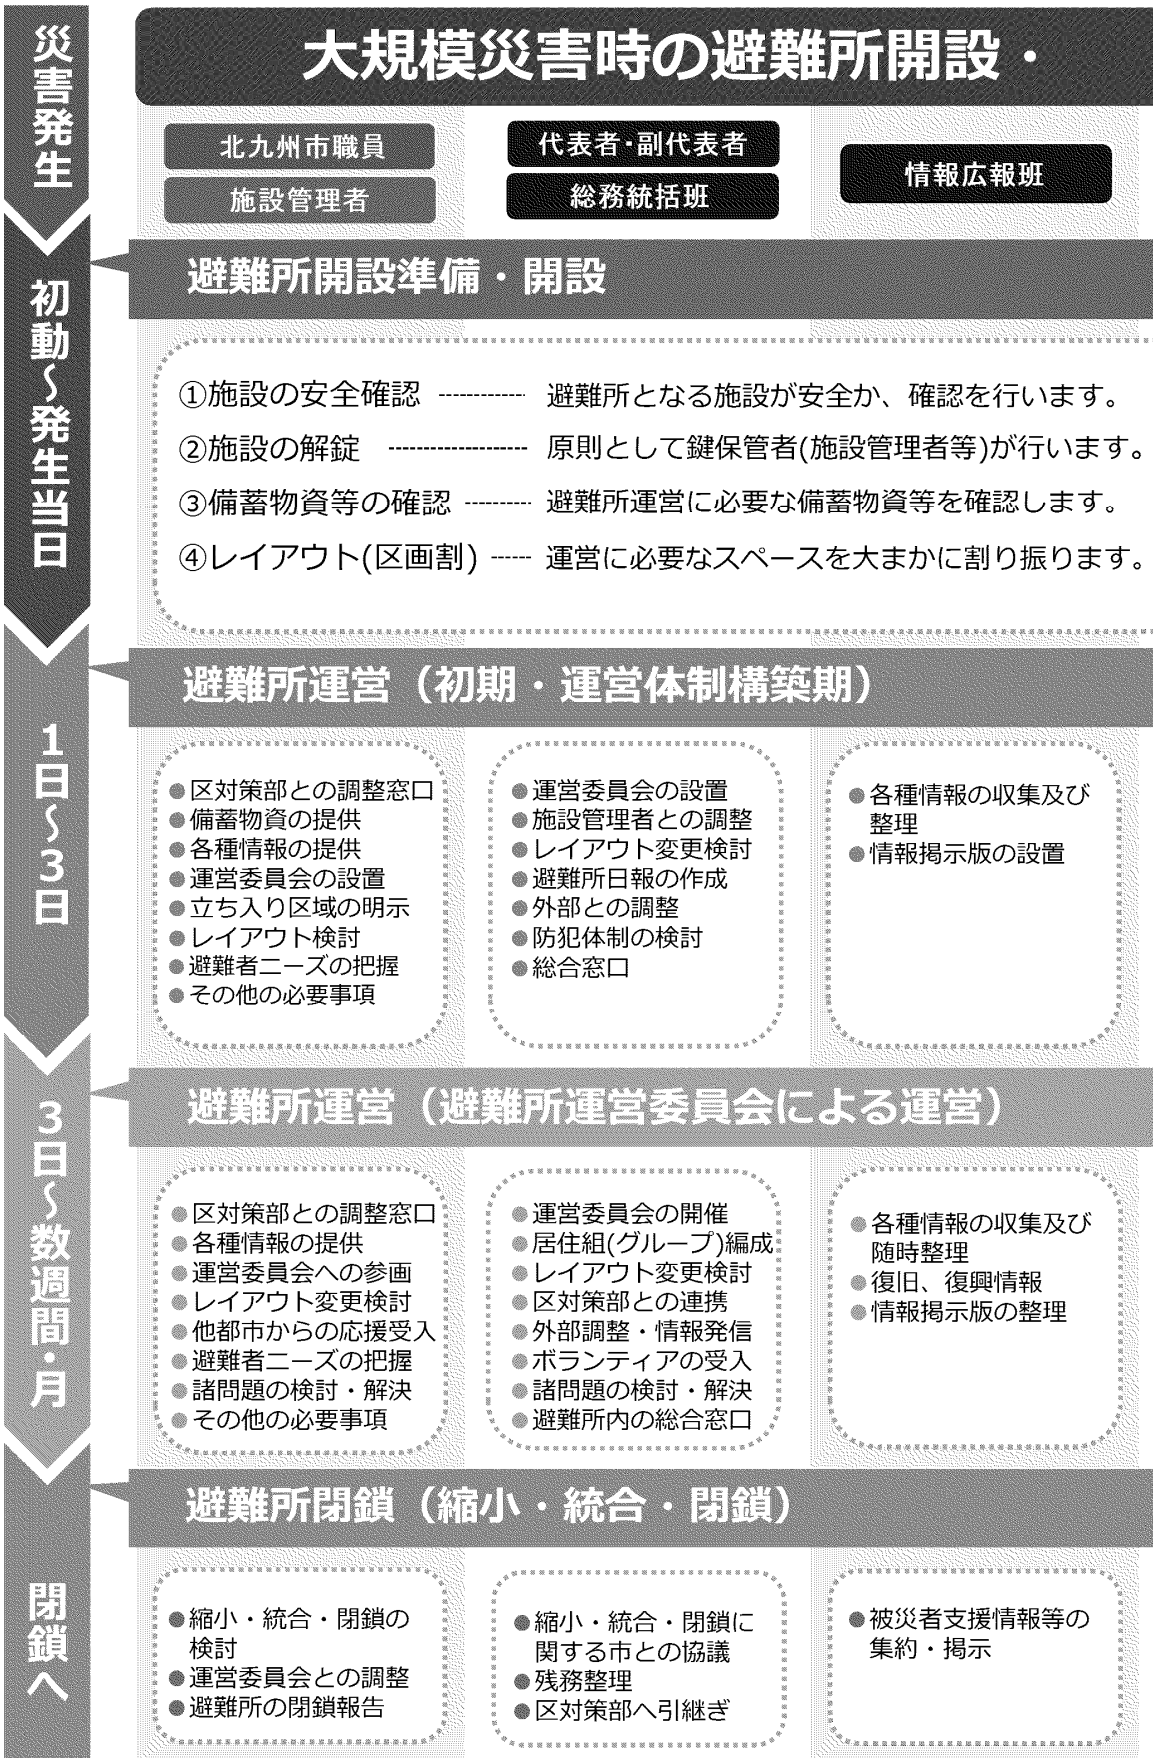 災害発生
大規模災害時の避難所開設・
北九州市職員
施設管理者
代表者・副代表者
総務統括班
情報広報班
初動～発生当日
避難所開設準備・開設
①施設の安全確認 ------------- 避難所となる施設が安全か、確認を行います。
②施設の解錠 --------------------- 原則として鍵保管者(施設管理者等)が行います。
③備蓄物資等の確認 ---------- 避難所運営に必要な備蓄物資等を確認します。
④レイアウト(区画割) ------ 運営に必要なスペースを大まかに割り振ります。
1日～3日
避難所運営（初期・運営体制構築期）
●区対策部との調整窓口
●備蓄物資の提供
●各種情報の提供
●運営委員会の設置
●立ち入り区域の明示
●レイアウト検討
●避難者ニーズの把握
●その他の必要事項
●運営委員会の設置
●施設管理者との調整
●レイアウト変更検討
●避難所日報の作成
●外部との調整
●防犯体制の検討
●総合窓口
●各種情報の収集及び
整理
●情報掲示版の設置
3日～数週間・月
避難所運営（避難所運営委員会による運営）
●区対策部との調整窓口
●各種情報の提供
●運営委員会への参画
●レイアウト変更検討
●他都市からの応援受入
●避難者ニーズの把握
●諸問題の検討・解決
●その他の必要事項
●運営委員会の開催
●居住組(グループ)編成
●レイアウト変更検討
●区対策部との連携
●外部調整・情報発信
●ボランティアの受入
●諸問題の検討・解決
●避難所内の総合窓口
●各種情報の収集及び
随時整理
●復旧、復興情報
●情報掲示版の整理
閉鎖へ
避難所閉鎖（縮小・統合・閉鎖）
●縮小・統合・閉鎖の
検討
●運営委員会との調整
●避難所の閉鎖報告
●縮小・統合・閉鎖に
関する市との協議
●残務整理
●区対策部へ引継ぎ
●被災者支援情報等の
集約・掲示